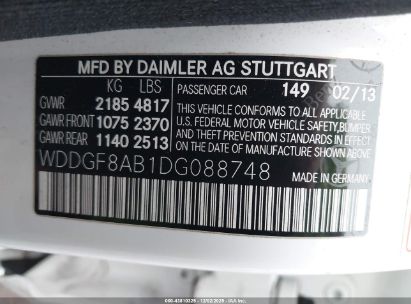 MFD BY DAIMLER AG STUTTGART
KG LBS
GVWR 2185 4817
GAWR FRONT 1075 2370
GAWR REAR 1140 2513
PASSENGER CAR 149 02/13
THIS VEHICLE CONFORMS TO ALL APPLICABLE
U.S. FEDERAL MOTOR VEHICLE SAFETY,BUMPER
AND THEFT PREVENTION STANDARDS IN EFFECT
ON THE DATE OF MANUFACTURE SHOWN ABOVE.
WDDGF8AB1DG088748
MADE IN GERMANY